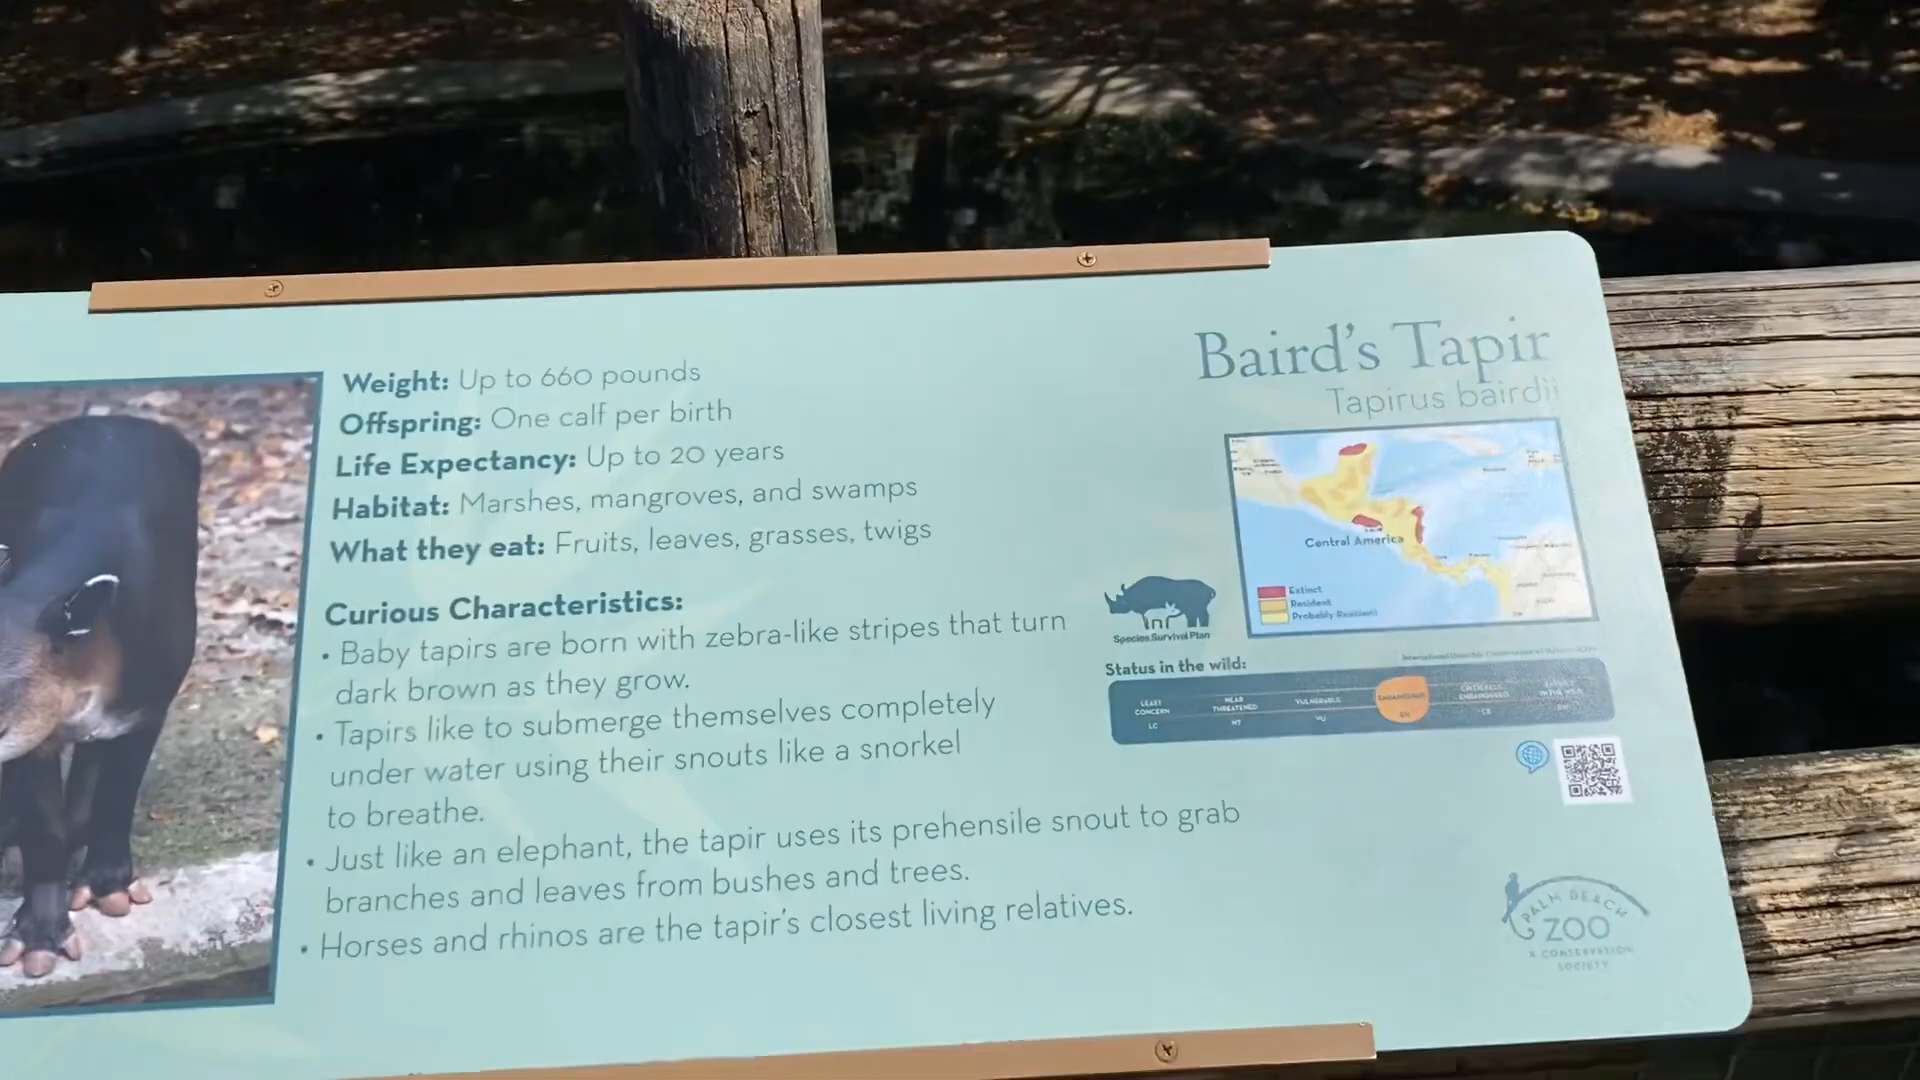 Baird's Tapir
Tapirus bairdii
Weight: Up to 660 pounds
Offspring: One calf per birth
Life Expectancy: Up to 20 years
Habitat: Marshes, mangroves, and swamps
What they eat: Fruits, leaves, grasses, twigs
Curious Characteristics:
• Baby tapirs are born with zebra-like stripes that turn
dark brown as they grow.
• Tapirs like to submerge themselves completely
under water using their snouts like a snorkel
to breathe.
• Just like an elephant, the tapir uses its prehensile snout to grab
branches and leaves from bushes and trees.
• Horses and rhinos are the tapir's closest living relatives.
Central America
Extinct
Resident
Probably Resident
Species Survival Plan
Status in the wild:
LEAST CONCERN
LC
NEAR THREATENED
NT
VULNERABLE
VU
ENDANGERED
EN
CRITICALLY ENDANGERED
PALM BEACH
ZOO
& CONSERVATION
SOCIETY